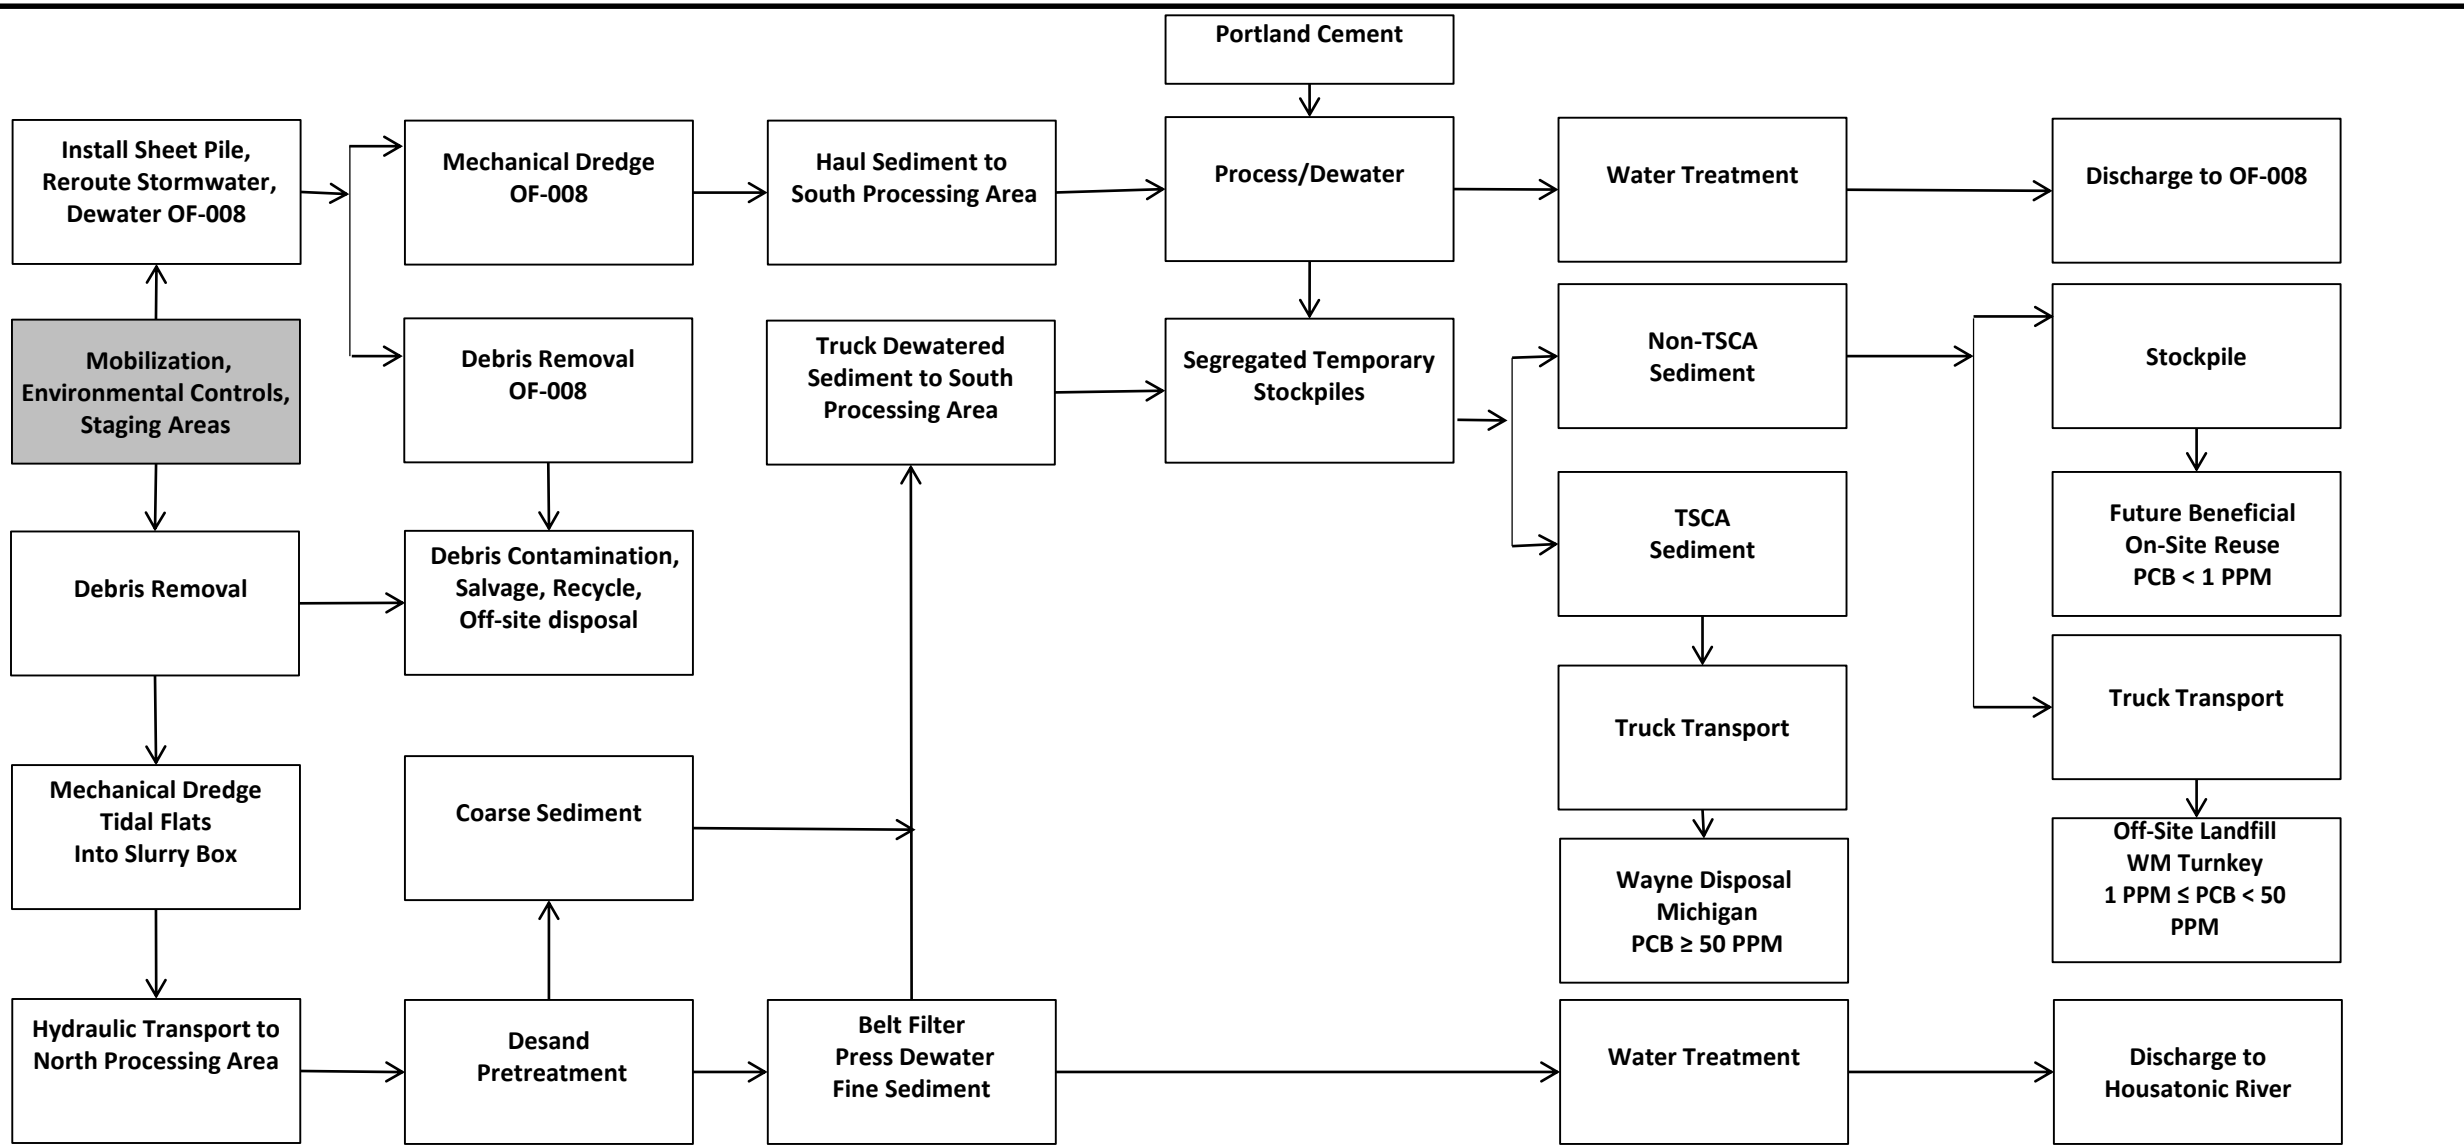 Portland Cement
Install Sheet Pile,
Reroute Stormwater,
Dewater OF-008
Mechanical Dredge
OF-008
Haul Sediment to
South Processing Area
Process/Dewater
Water Treatment
Discharge to OF-008
Mobilization,
Environmental Controls,
Staging Areas
Debris Removal
OF-008
Truck Dewatered
Sediment to South
Processing Area
Segregated Temporary
Stockpiles
Non-TSCA
Sediment
Stockpile
Debris Removal
Debris Contamination,
Salvage, Recycle,
Off-site disposal
TSCA
Sediment
Future Beneficial
On-Site Reuse
PCB < 1 PPM
Truck Transport
Truck Transport
Mechanical Dredge
Tidal Flats
Into Slurry Box
Coarse Sediment
Wayne Disposal
Michigan
PCB ≥ 50 PPM
Off-Site Landfill
WM Turnkey
1 PPM ≤ PCB < 50
PPM
Hydraulic Transport to
North Processing Area
Desand
Pretreatment
Belt Filter
Press Dewater
Fine Sediment
Water Treatment
Discharge to
Housatonic River